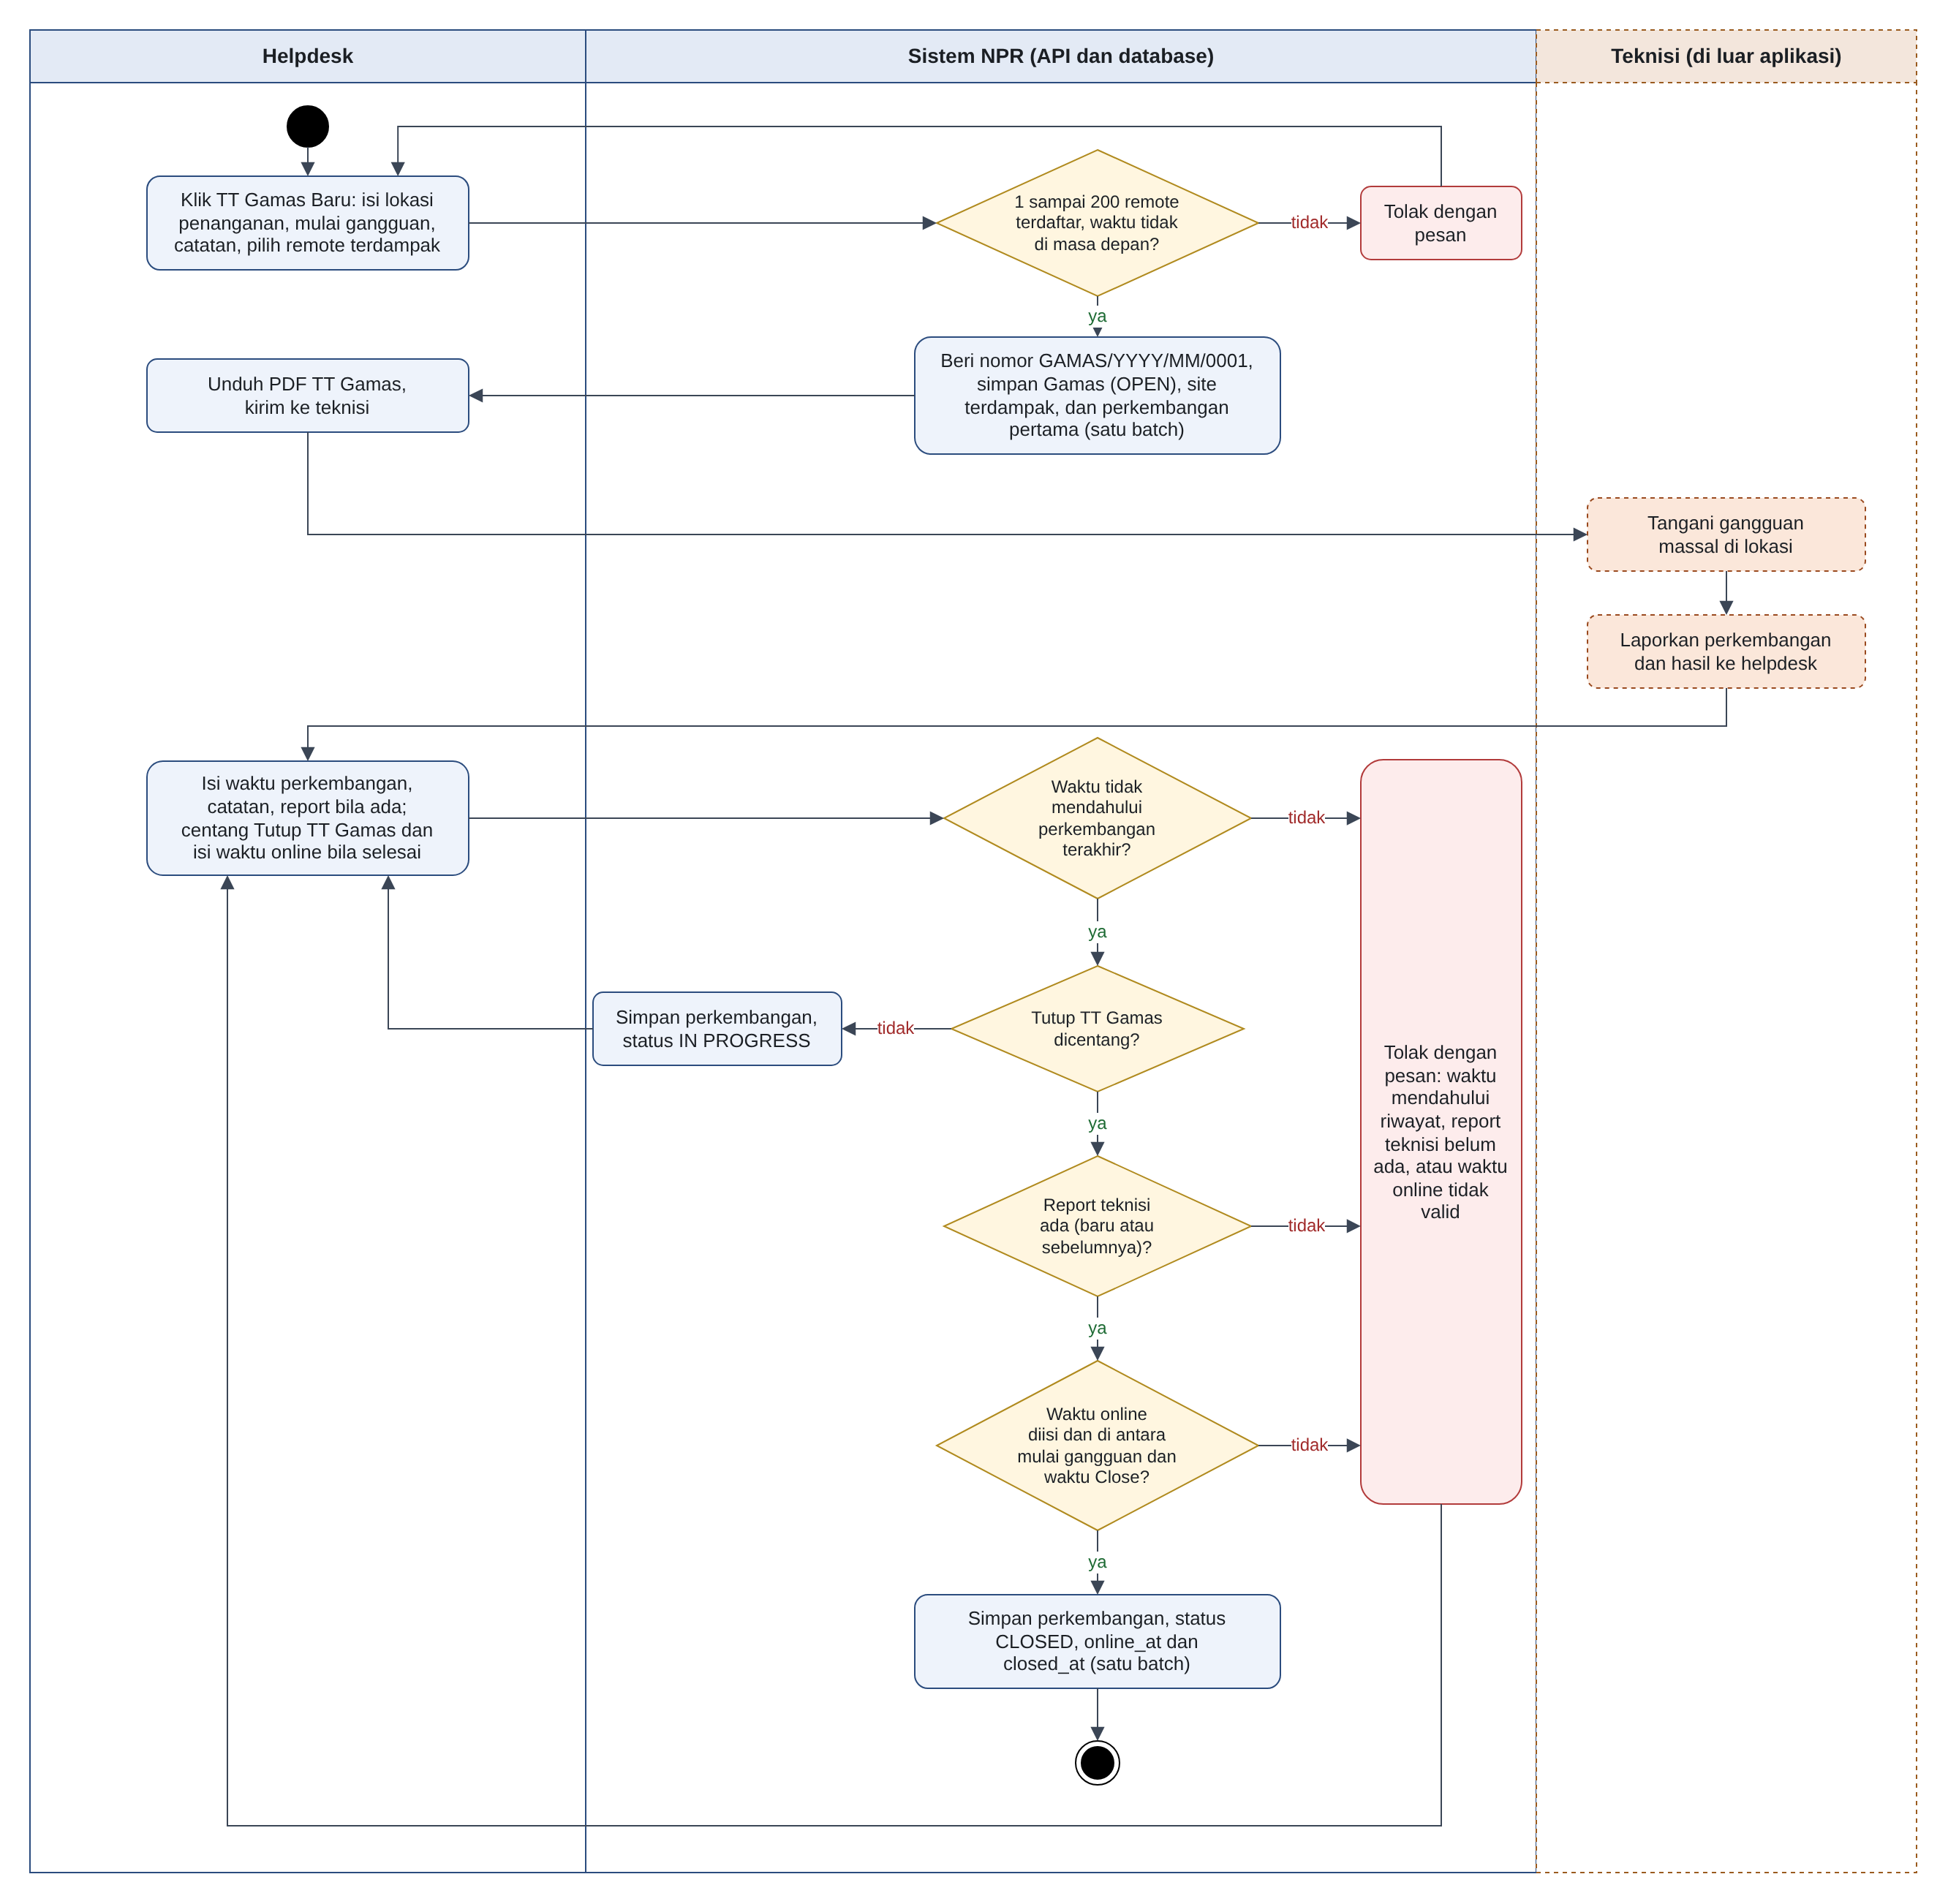 Helpdesk
Sistem NPR (API dan database)
Teknisi (di luar aplikasi)
Klik TT Gamas Baru: isi lokasi
penanganan, mulai gangguan,
catatan, pilih remote terdampak
1 sampai 200 remote
terdaftar, waktu tidak
di masa depan?
tidak
Tolak dengan
pesan
ya
Unduh PDF TT Gamas,
kirim ke teknisi
Beri nomor GAMAS/YYYY/MM/0001,
simpan Gamas (OPEN), site
terdampak, dan perkembangan
pertama (satu batch)
Tangani gangguan
massal di lokasi
Laporkan perkembangan
dan hasil ke helpdesk
Isi waktu perkembangan,
catatan, report bila ada;
centang Tutup TT Gamas dan
isi waktu online bila selesai
Waktu tidak
mendahului
perkembangan
terakhir?
tidak
ya
Simpan perkembangan,
status IN PROGRESS
tidak
Tutup TT Gamas
dicentang?
Tolak dengan
pesan: waktu
mendahului
riwayat, report
teknisi belum
ada, atau waktu
online tidak
valid
ya
Report teknisi
ada (baru atau
sebelumnya)?
tidak
ya
Waktu online
diisi dan di antara
mulai gangguan dan
waktu Close?
tidak
ya
Simpan perkembangan, status
CLOSED, online_at dan
closed_at (satu batch)